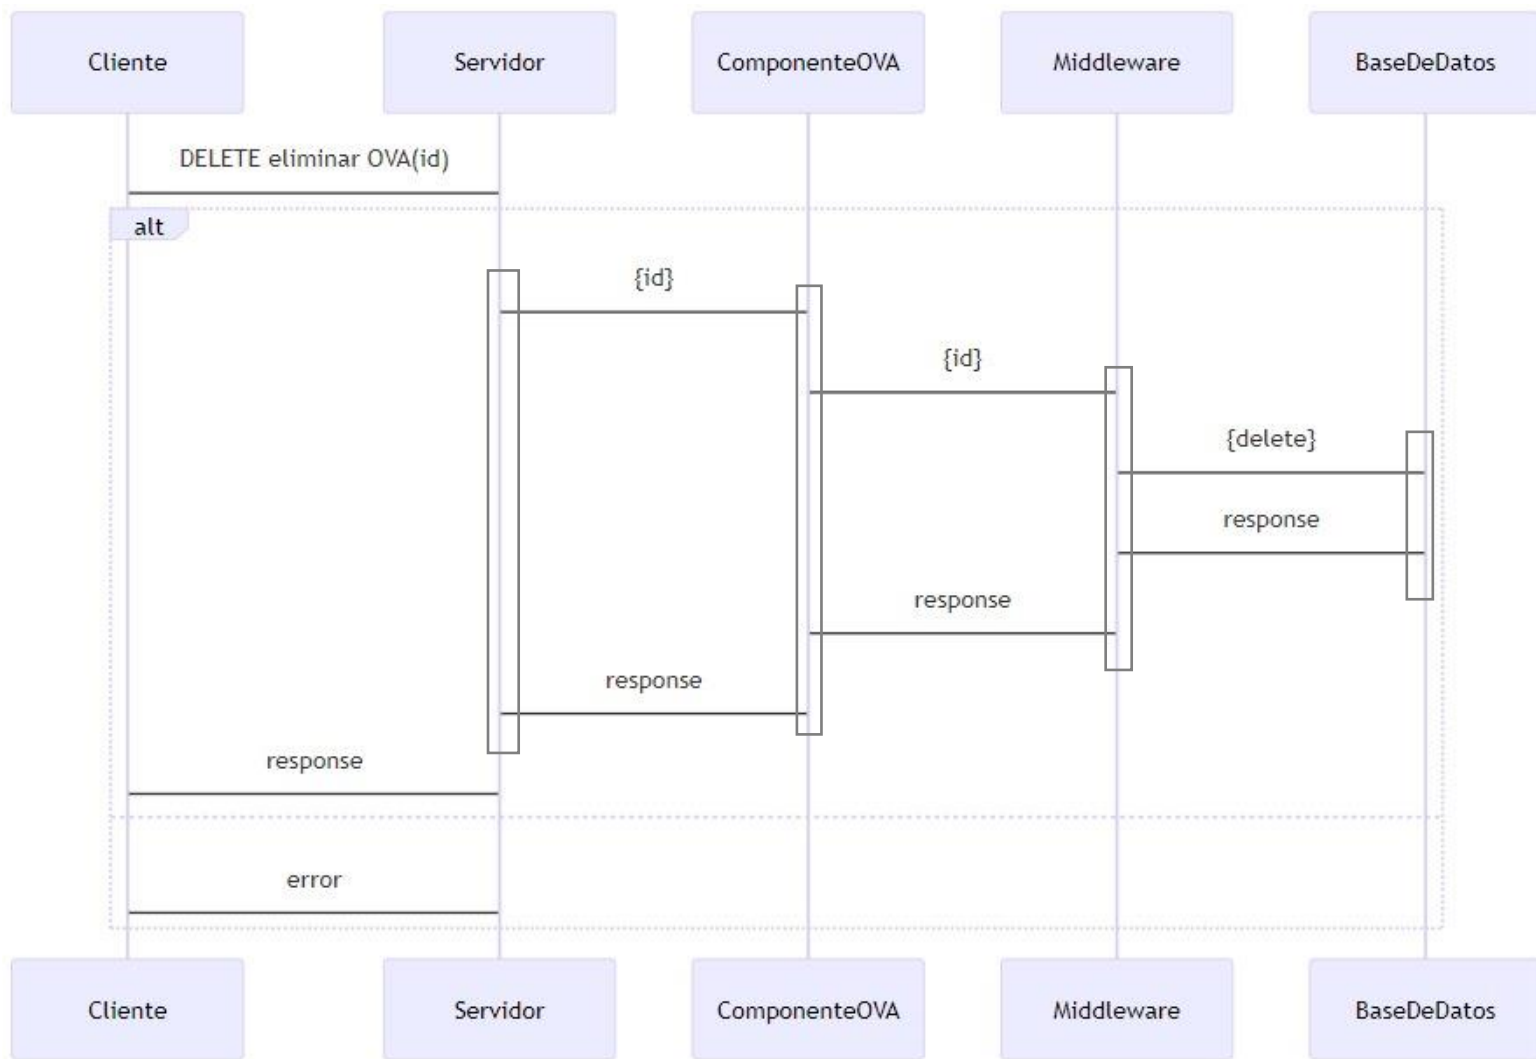 Cliente
Servidor
ComponenteOVA
Middleware
BaseDeDatos
DELETE eliminar OVA(id)
alt
{id}
{id}
{delete}
response
response
response
response
error
Cliente
Servidor
ComponenteOVA
Middleware
BaseDeDatos